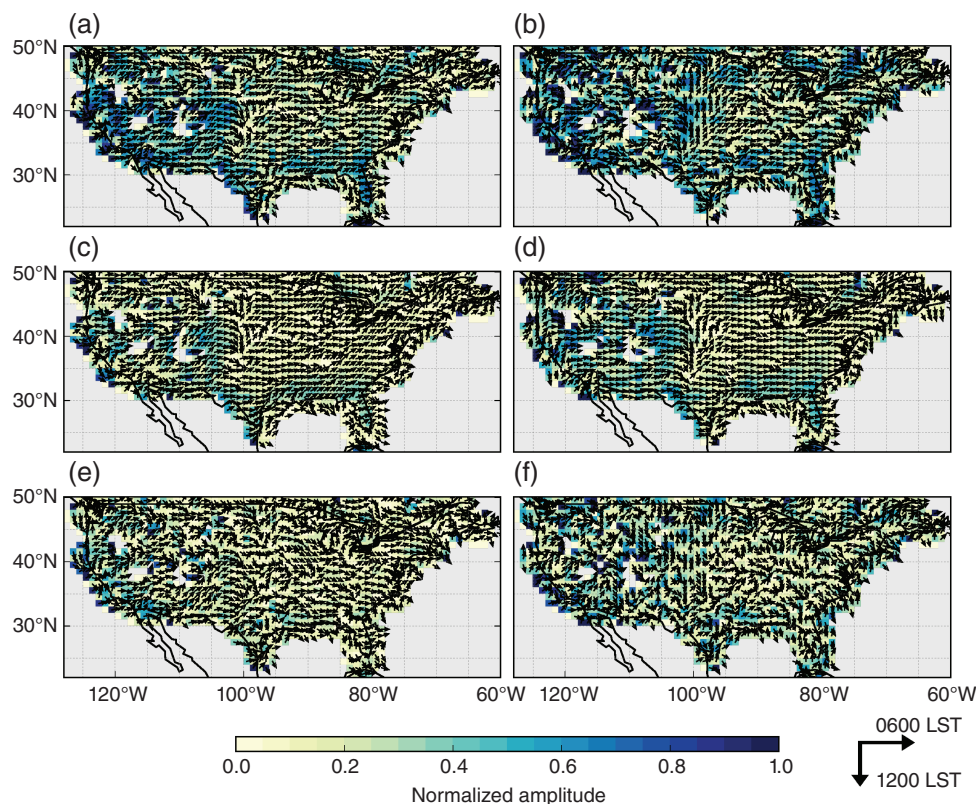 (a) (b)
50°N
40°N
30°N
(c) (d)
50°N
40°N
30°N
(e) (f)
50°N
40°N
30°N
120°W 100°W 80°W 60°W 120°W 100°W 80°W 60°W
0600 LST
0.0 0.2 0.4 0.6 0.8 1.0
1200 LST
Normalized amplitude